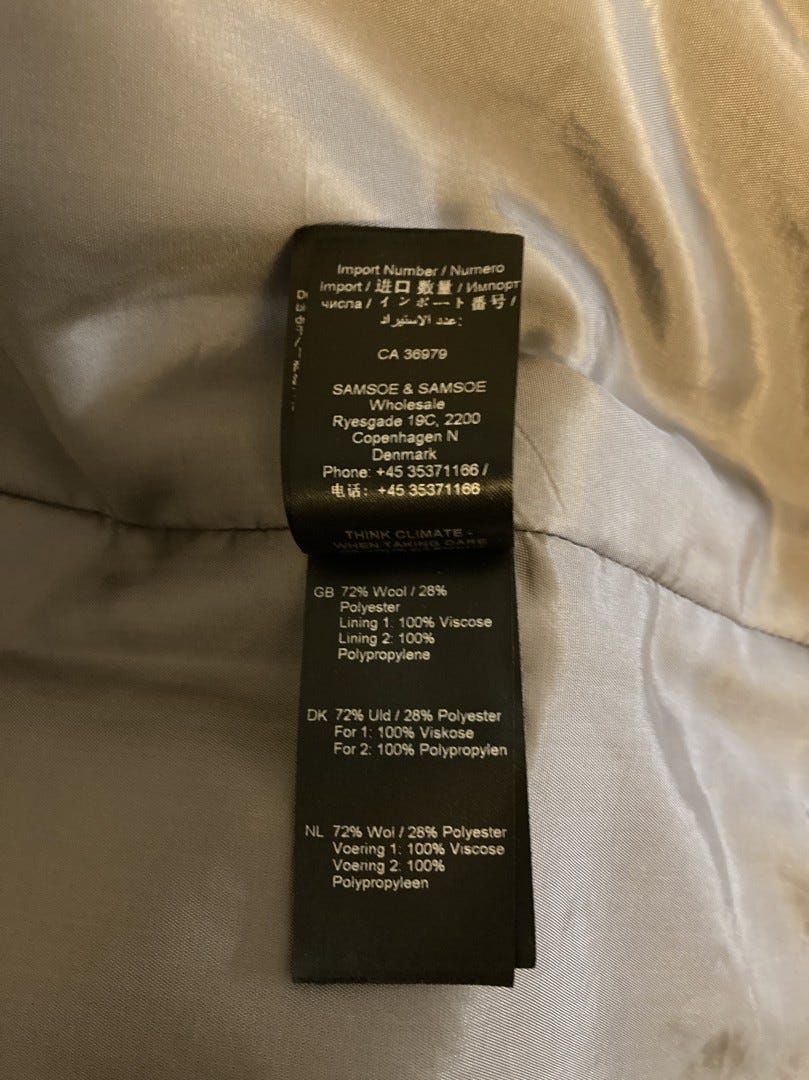 Import Number / Numero
Import / 进口 数量 / Импорт
числа / インポート番号 /
عدد الاستيراد:
CA 36979
SAMSOE & SAMSOE
Wholesale
Ryesgade 19C, 2200
Copenhagen N
Denmark
Phone: +45 35371166 /
电话: +45 35371166
THINK CLIMATE -
WHEN TAKING CARE
GB 72% Wool / 28%
Polyester
Lining 1: 100% Viscose
Lining 2: 100%
Polypropylene
DK 72% Uld / 28% Polyester
For 1: 100% Viskose
For 2: 100% Polypropylen
NL 72% Wol / 28% Polyester
Voering 1: 100% Viscose
Voering 2: 100%
Polypropyleen